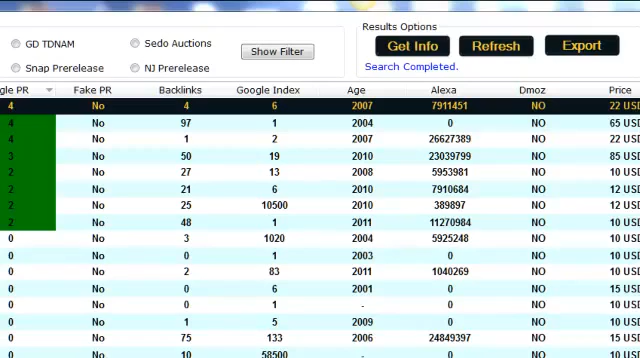 Results Options
GD TDNAM Sedo Auctions Show Filter Get Info Refresh Export
Snap Prerelease NJ Prerelease Search Completed.
gle PR Fake PR Backlinks Google Index Age Alexa Dmoz Price
4 No 4 6 2007 7911451 NO 22 USD
4 No 97 1 2004 0 NO 65 USD
4 No 1 2 2007 26627389 NO 22 USD
3 No 50 19 2010 23039799 NO 85 USD
2 No 27 13 2008 5953981 NO 10 USD
2 No 21 6 2010 7910684 NO 12 USD
2 No 25 10500 2010 389897 NO 12 USD
2 No 48 1 2011 11270984 NO 10 USD
0 No 3 1020 2004 5925248 NO 10 USD
0 No 0 1 2003 0 NO 10 USD
0 No 2 83 2011 1040269 NO 10 USD
0 No 0 6 2001 0 NO 15 USD
0 No 0 1 - 0 NO 10 USD
0 No 1 5 2009 0 NO 10 USD
0 No 75 133 2006 24849397 NO 15 USD
0 No 10 58500 - 0 NO 10 USD